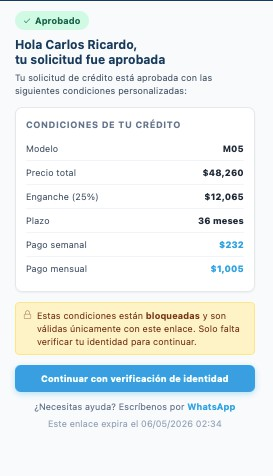 ✓ Aprobado
Hola Carlos Ricardo,
tu solicitud fue aprobada
Tu solicitud de crédito está aprobada con las
siguientes condiciones personalizadas:
CONDICIONES DE TU CRÉDITO
Modelo M05
Precio total $48,260
Enganche (25%) $12,065
Plazo 36 meses
Pago semanal $232
Pago mensual $1,005
Estas condiciones están bloqueadas y son
válidas únicamente con este enlace. Solo falta
verificar tu identidad para continuar.
Continuar con verificación de identidad
¿Necesitas ayuda? Escríbenos por WhatsApp
Este enlace expira el 06/05/2026 02:34